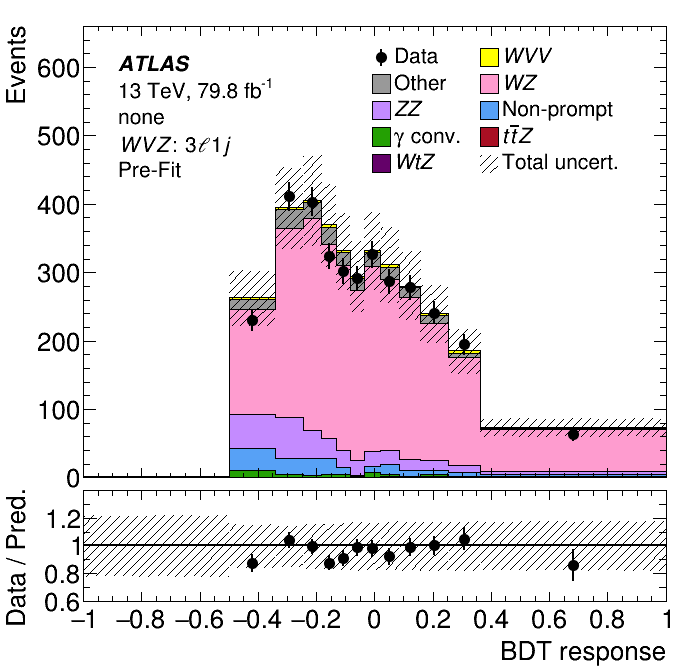 Events
600
500
400
300
200
100
0
ATLAS
13 TeV, 79.8 fb⁻¹
none
WVZ: 3ℓ1j
Pre-Fit
Data
Other
ZZ
γ conv.
WtZ
WVV
WZ
Non-prompt
tt̄Z
Total uncert.
Data / Pred.
1.2
1
0.8
0.6
−1 −0.8 −0.6 −0.4 −0.2 0 0.2 0.4 0.6 0.8 1
BDT response